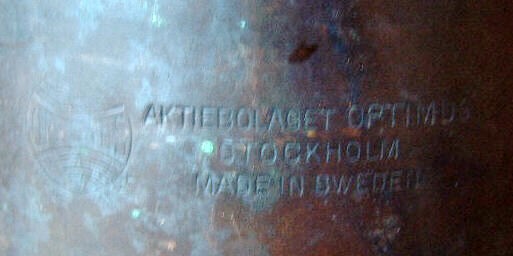 AKTIEBOLAGET OPTIMUS
STOCKHOLM
MADE IN SWEDEN